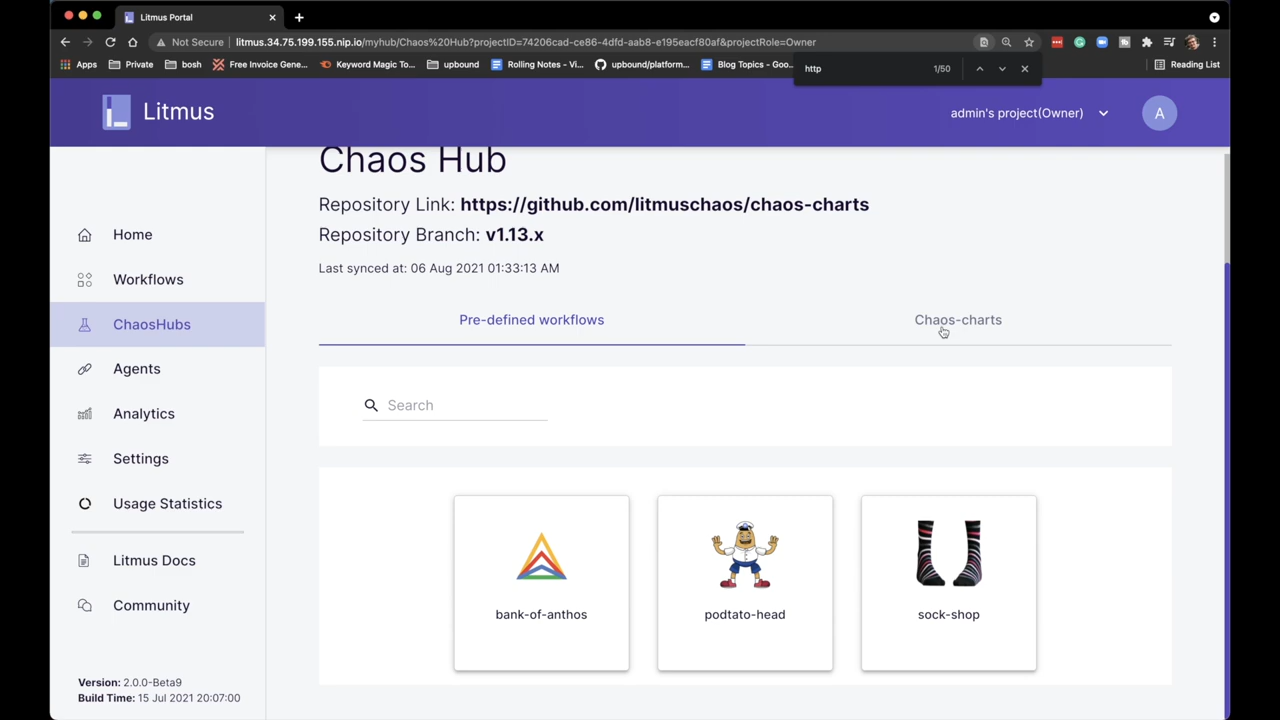 Litmus Portal
Not Secure
litmus.34.75.199.155.nip.io/myhub/Chaos%20Hub?projectID=74206cad-ce86-4dfd-aab8-e195eacf80af&projectRole=Owner
Apps
Private
bosh
Free Invoice Gene...
Keyword Magic To...
upbound
Rolling Notes - Vi...
upbound/platform...
Blog Topics - Goo...
Reading List
http
1/50
Litmus
admin's project(Owner)
A
Home
Workflows
ChaosHubs
Agents
Analytics
Settings
Usage Statistics
Litmus Docs
Community
Version: 2.0.0-Beta9
Build Time: 15 Jul 2021 20:07:00
Chaos Hub
Repository Link: https://github.com/litmuschaos/chaos-charts
Repository Branch: v1.13.x
Last synced at: 06 Aug 2021 01:33:13 AM
Pre-defined workflows
Chaos-charts
Search
bank-of-anthos
podtato-head
sock-shop